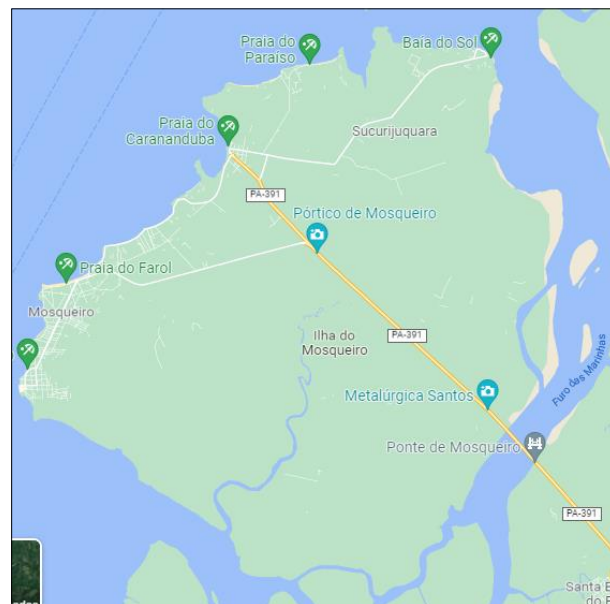 Praia do
Paraíso
Baía do Sol
Praia do
Carananduba
Sucurijuquara
PA-391
Pórtico de Mosqueiro
Praia do Farol
Mosqueiro
Ilha do
Mosqueiro
PA-391
Furo das Marinhas
Metalúrgica Santos
Ponte de Mosqueiro
PA-391
Santa